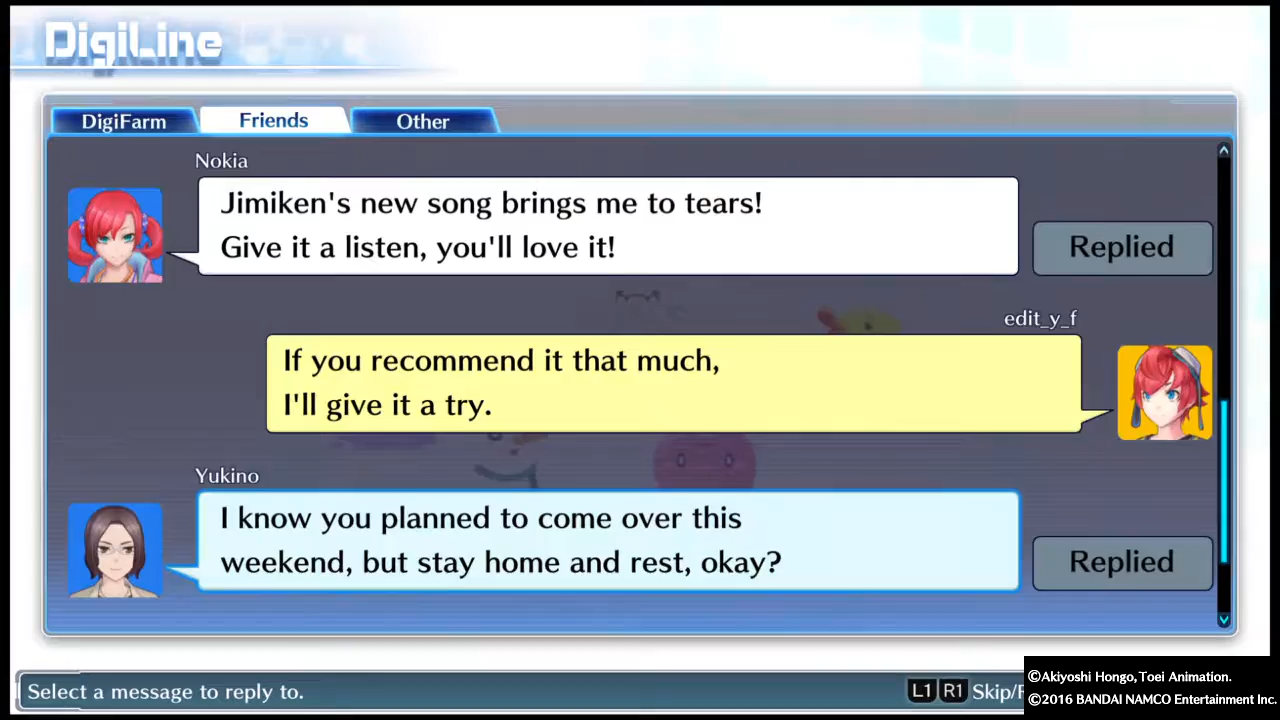 DigiLine
DigiFarm
Friends
Other
Nokia
Jimiken's new song brings me to tears!
Give it a listen, you'll love it!
Replied
edit_y_f
If you recommend it that much,
I'll give it a try.
Yukino
I know you planned to come over this
weekend, but stay home and rest, okay?
Replied
Select a message to reply to.
L1 R1 Skip/
©Akiyoshi Hongo, Toei Animation.
©2016 BANDAI NAMCO Entertainment Inc.